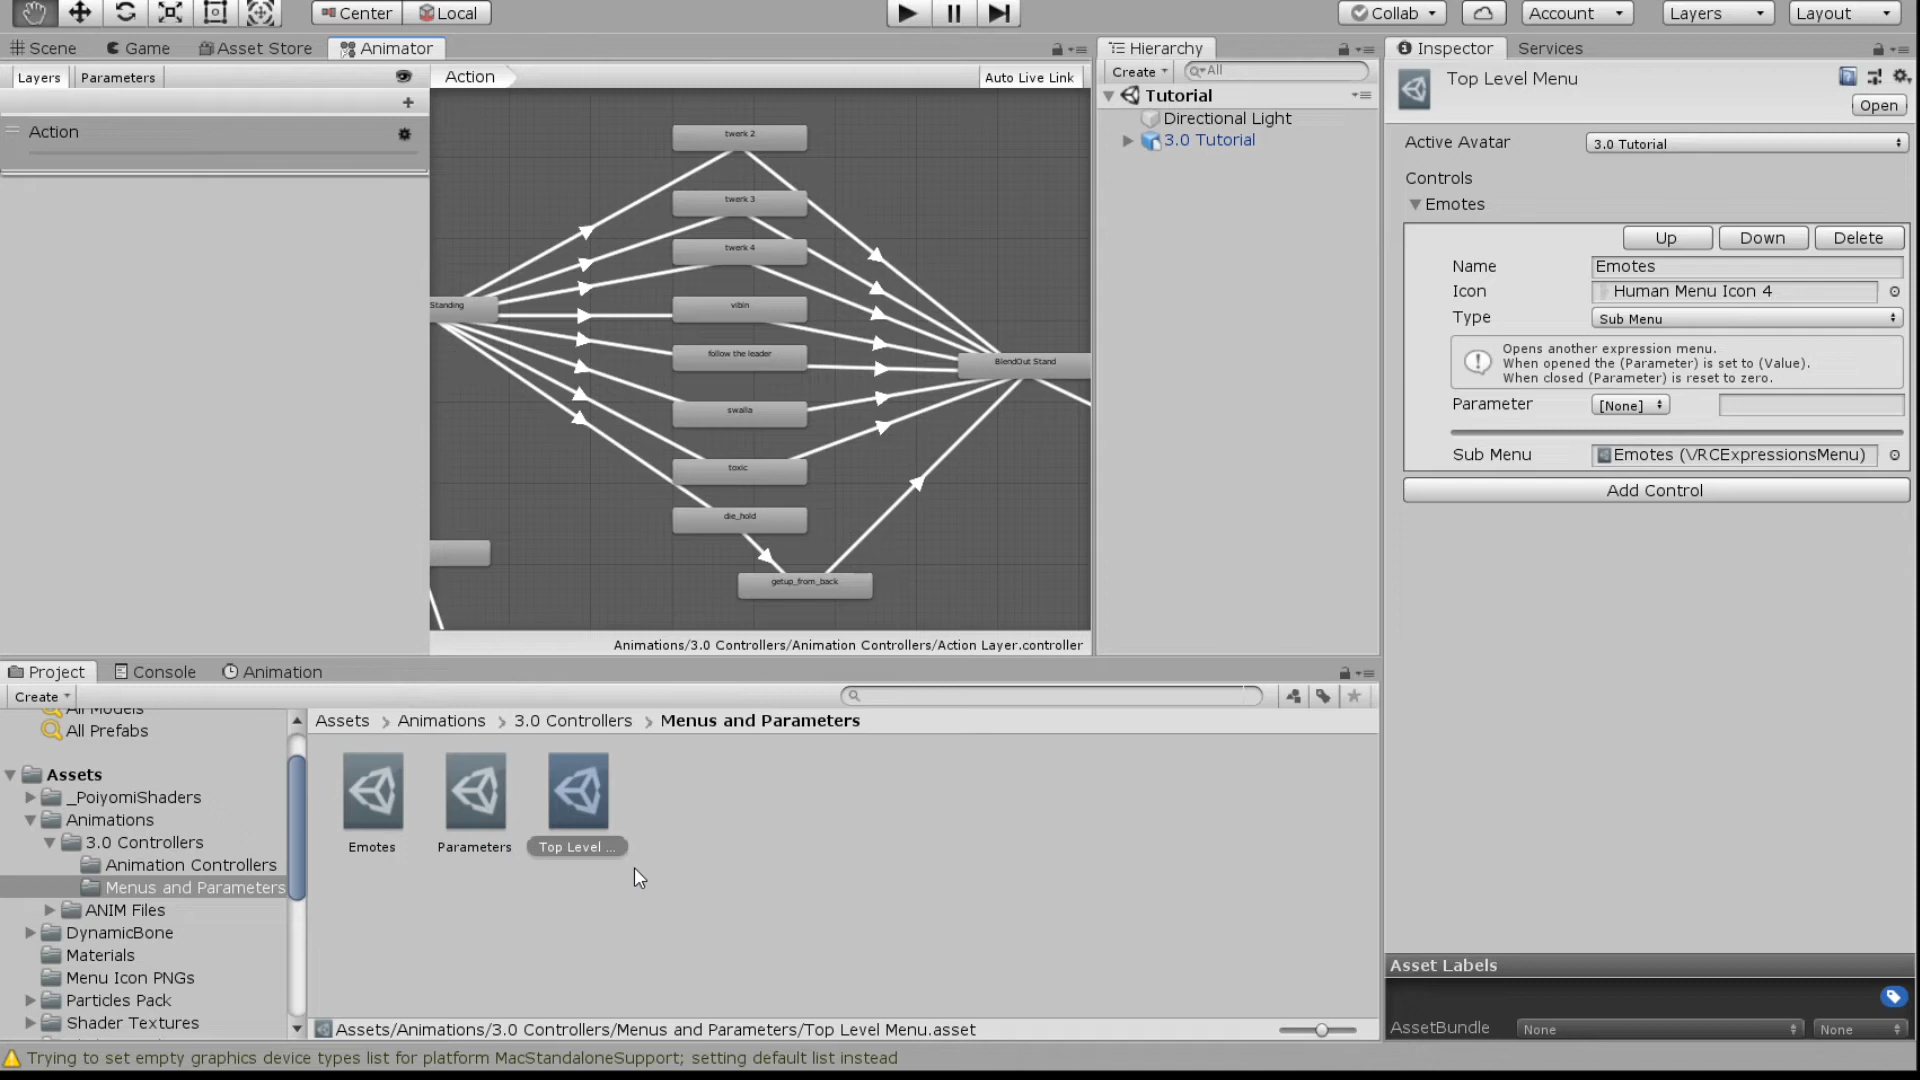 Center Local Collab Account Layers Layout
Scene Game Asset Store Animator Hierarchy Inspector Services
Layers Parameters Action Auto Live Link Create All Top Level Menu
Open
Tutorial
Directional Light
3.0 Tutorial
Action
twerk 2
twerk 3
twerk 4
Standing
vibin
follow the leader
BlendOut Stand
swalla
toxic
die_hold
getup_from_back
Animations/3.0 Controllers/Animation Controllers/Action Layer.controller
Active Avatar 3.0 Tutorial
Controls
Emotes
Up Down Delete
Name Emotes
Icon Human Menu Icon 4
Type Sub Menu
Opens another expression menu.
When opened the (Parameter) is set to (Value).
When closed (Parameter) is reset to zero.
Parameter [None]
Sub Menu Emotes (VRCExpressionsMenu)
Add Control
Project Console Animation
Create
All Models
All Prefabs
Assets
_PoiyomiShaders
Animations
3.0 Controllers
Animation Controllers
Menus and Parameters
ANIM Files
DynamicBone
Materials
Menu Icon PNGs
Particles Pack
Shader Textures
Assets > Animations > 3.0 Controllers > Menus and Parameters
Emotes Parameters Top Level ...
Assets/Animations/3.0 Controllers/Menus and Parameters/Top Level Menu.asset
Asset Labels
AssetBundle None None
Trying to set empty graphics device types list for platform MacStandaloneSupport; setting default list instead